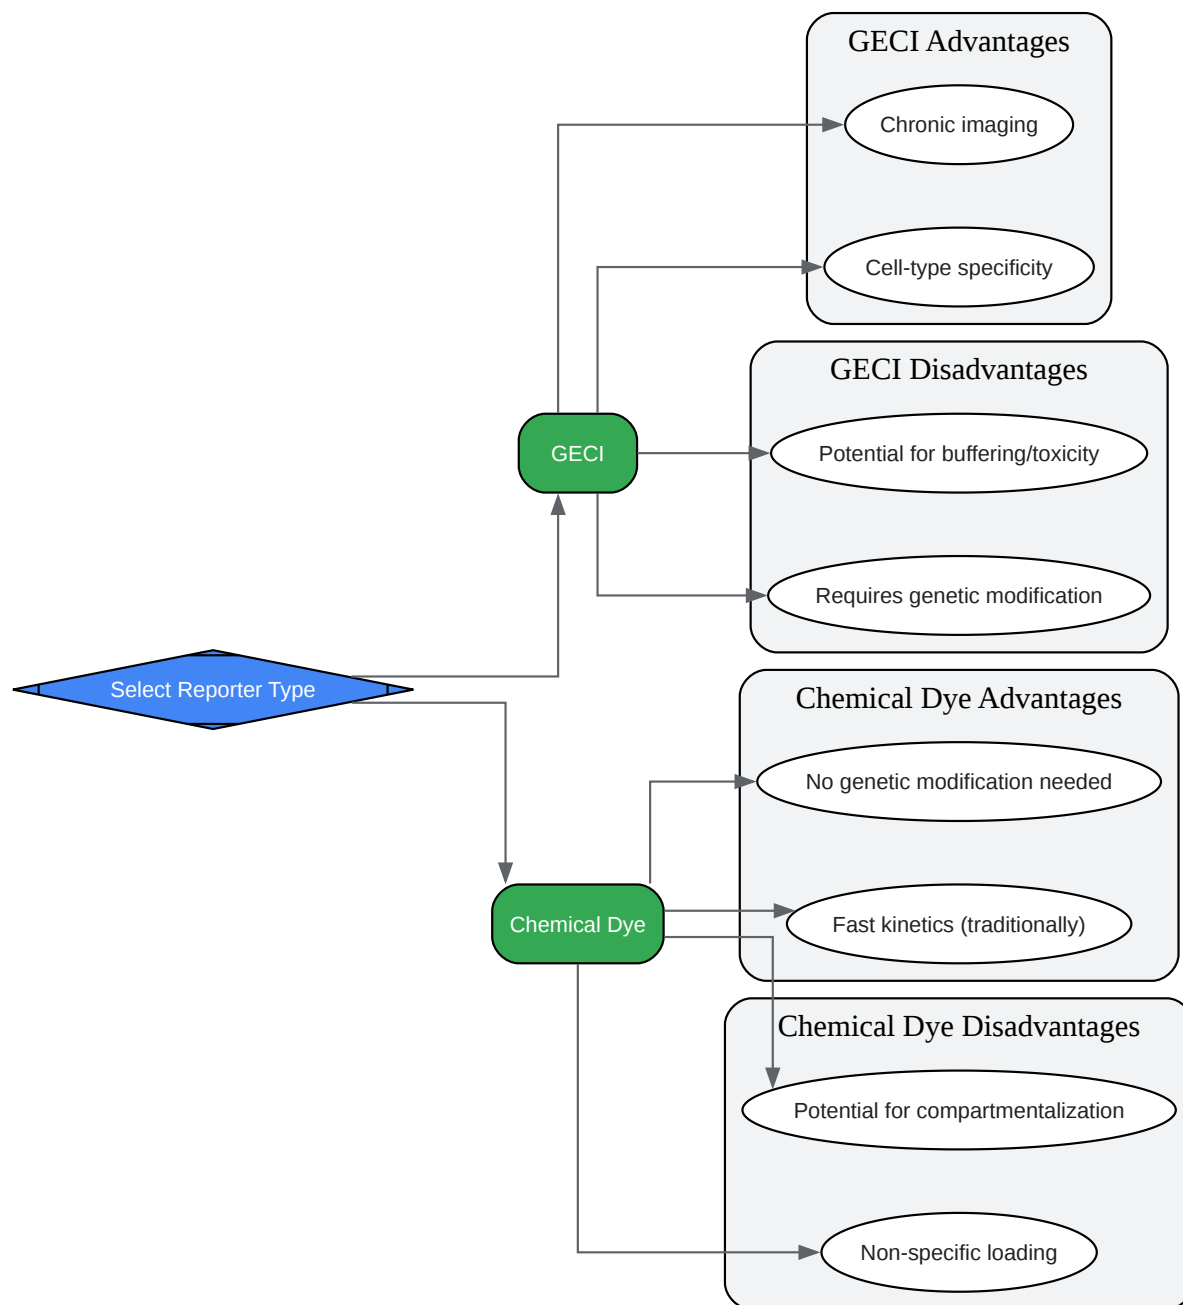 GECI Advantages
Chronic imaging
Cell-type specificity
GECI Disadvantages
GECI
Potential for buffering/toxicity
Requires genetic modification
Select Reporter Type
Chemical Dye Advantages
No genetic modification needed
Chemical Dye
Fast kinetics (traditionally)
Chemical Dye Disadvantages
Potential for compartmentalization
Non-specific loading